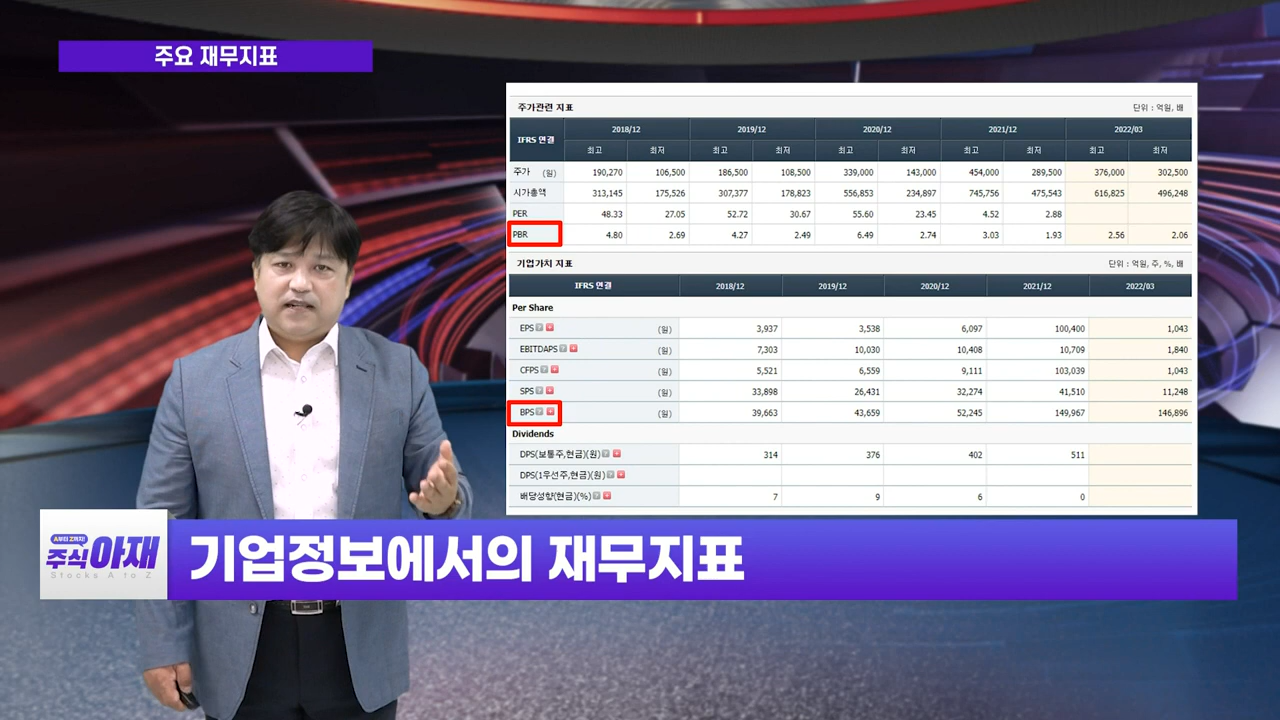 주요 재무지표
주가관련 지표 단위 : 억원, 배
IFRS 연결 2018/12 2019/12 2020/12 2021/12 2022/03
최고 최저 최고 최저 최고 최저 최고 최저 최고 최저
주가 (원) 190,270 106,500 186,500 108,500 339,000 143,000 454,000 289,500 376,000 302,500
시가총액 313,145 175,526 307,377 178,823 556,853 234,897 745,756 475,543 616,825 496,248
PER 48.33 27.05 52.72 30.67 55.60 23.45 4.52 2.88
PBR 4.80 2.69 4.27 2.49 6.49 2.74 3.03 1.93 2.56 2.06
기업가치 지표 단위 : 억원, 주, %, 배
IFRS 연결 2018/12 2019/12 2020/12 2021/12 2022/03
Per Share
EPS (원) 3,937 3,538 6,097 100,400 1,043
EBITDAPS (원) 7,303 10,030 10,408 10,709 1,840
CFPS (원) 5,521 6,559 9,111 103,039 1,043
SPS (원) 33,898 26,431 32,274 41,510 11,248
BPS (원) 39,663 43,659 52,245 149,967 146,896
Dividends
DPS(보통주,현금)(원) 314 376 402 511
DPS(1우선주,현금)(원)
배당성향(현금)(%) 7 9 6 0
A부터 Z까지!
주식아재
Stocks A to Z
기업정보에서의 재무지표